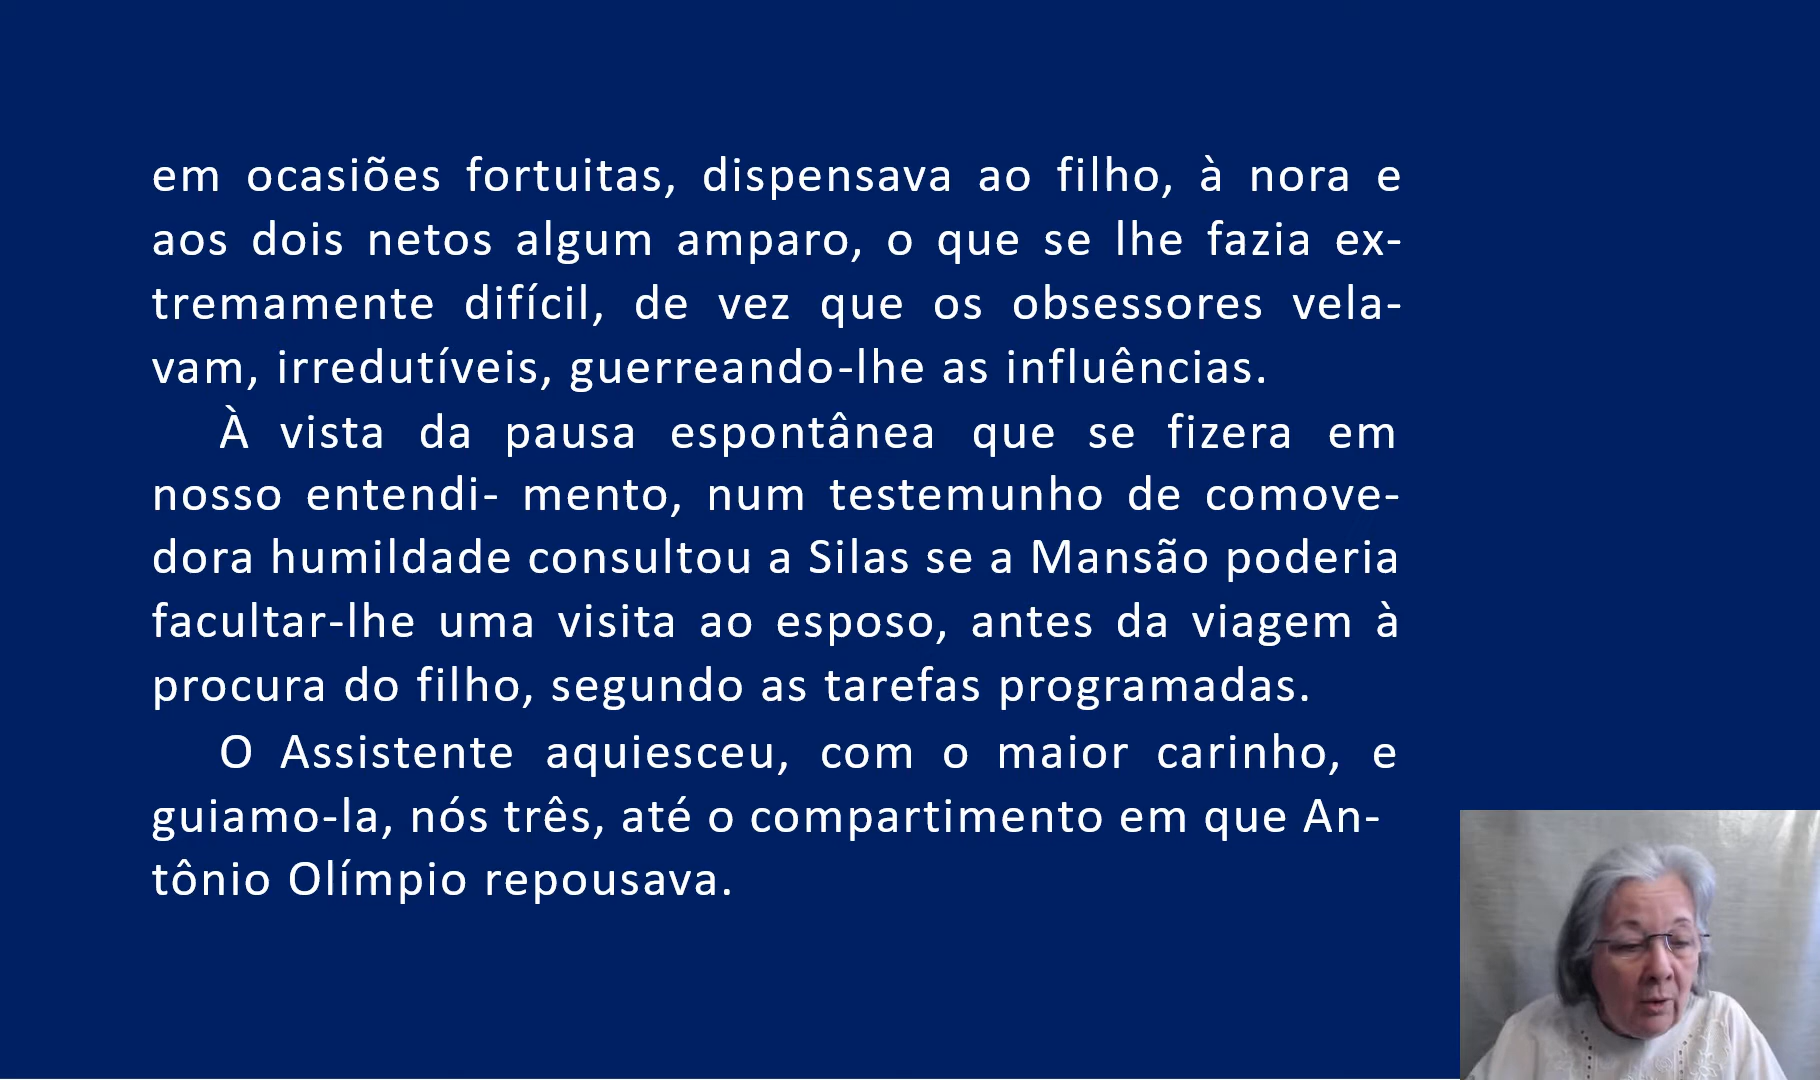 em ocasiões fortuitas, dispensava ao filho, à nora e
aos dois netos algum amparo, o que se lhe fazia ex-
tremamente difícil, de vez que os obsessores vela-
vam, irredutíveis, guerreando-lhe as influências.
À vista da pausa espontânea que se fizera em
nosso entendi- mento, num testemunho de comove-
dora humildade consultou a Silas se a Mansão poderia
facultar-lhe uma visita ao esposo, antes da viagem à
procura do filho, segundo as tarefas programadas.
O Assistente aquiesceu, com o maior carinho, e
guiamo-la, nós três, até o compartimento em que An-
tônio Olímpio repousava.